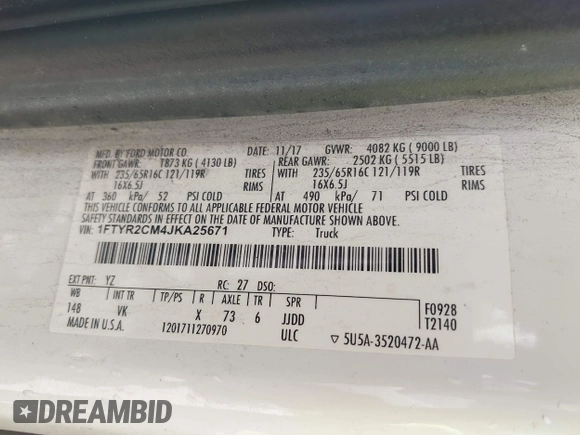 MFD. BY FORD MOTOR CO. 11/17 GVWR: 4082 KG ( 9000 LB)
FRONT GAWR: 1873 KG ( 4130 LB) REAR GAWR: 2502 KG ( 5515 LB)
WITH 235/65R16C 121/119R TIRES WITH 235/65R16C 121/119R TIRES
16X6.5J RIMS 16X6.5J RIMS
AT 360 kPa/ 52 PSI COLD AT 490 kPa/ 71 PSI COLD
THIS VEHICLE CONFORMS TO ALL APPLICABLE FEDERAL MOTOR VEHICLE
SAFETY AND THEFT PREVENTION STANDARDS IN EFFECT ON THE DATE OF MANUFACTURE SHOWN ABOVE.
VIN: 1FTYR2CM4JKA25671 TYPE: Truck
EXT PNT: YZ RC: 27 DSO:
WB INT TR TP/PS R AXLE TR SPR F0928
148 VK X 73 6 JJDD T2140
MADE IN U.S.A. 1201711270970 ULC ▽ 5U5A-3520472-AA
DREAMBID